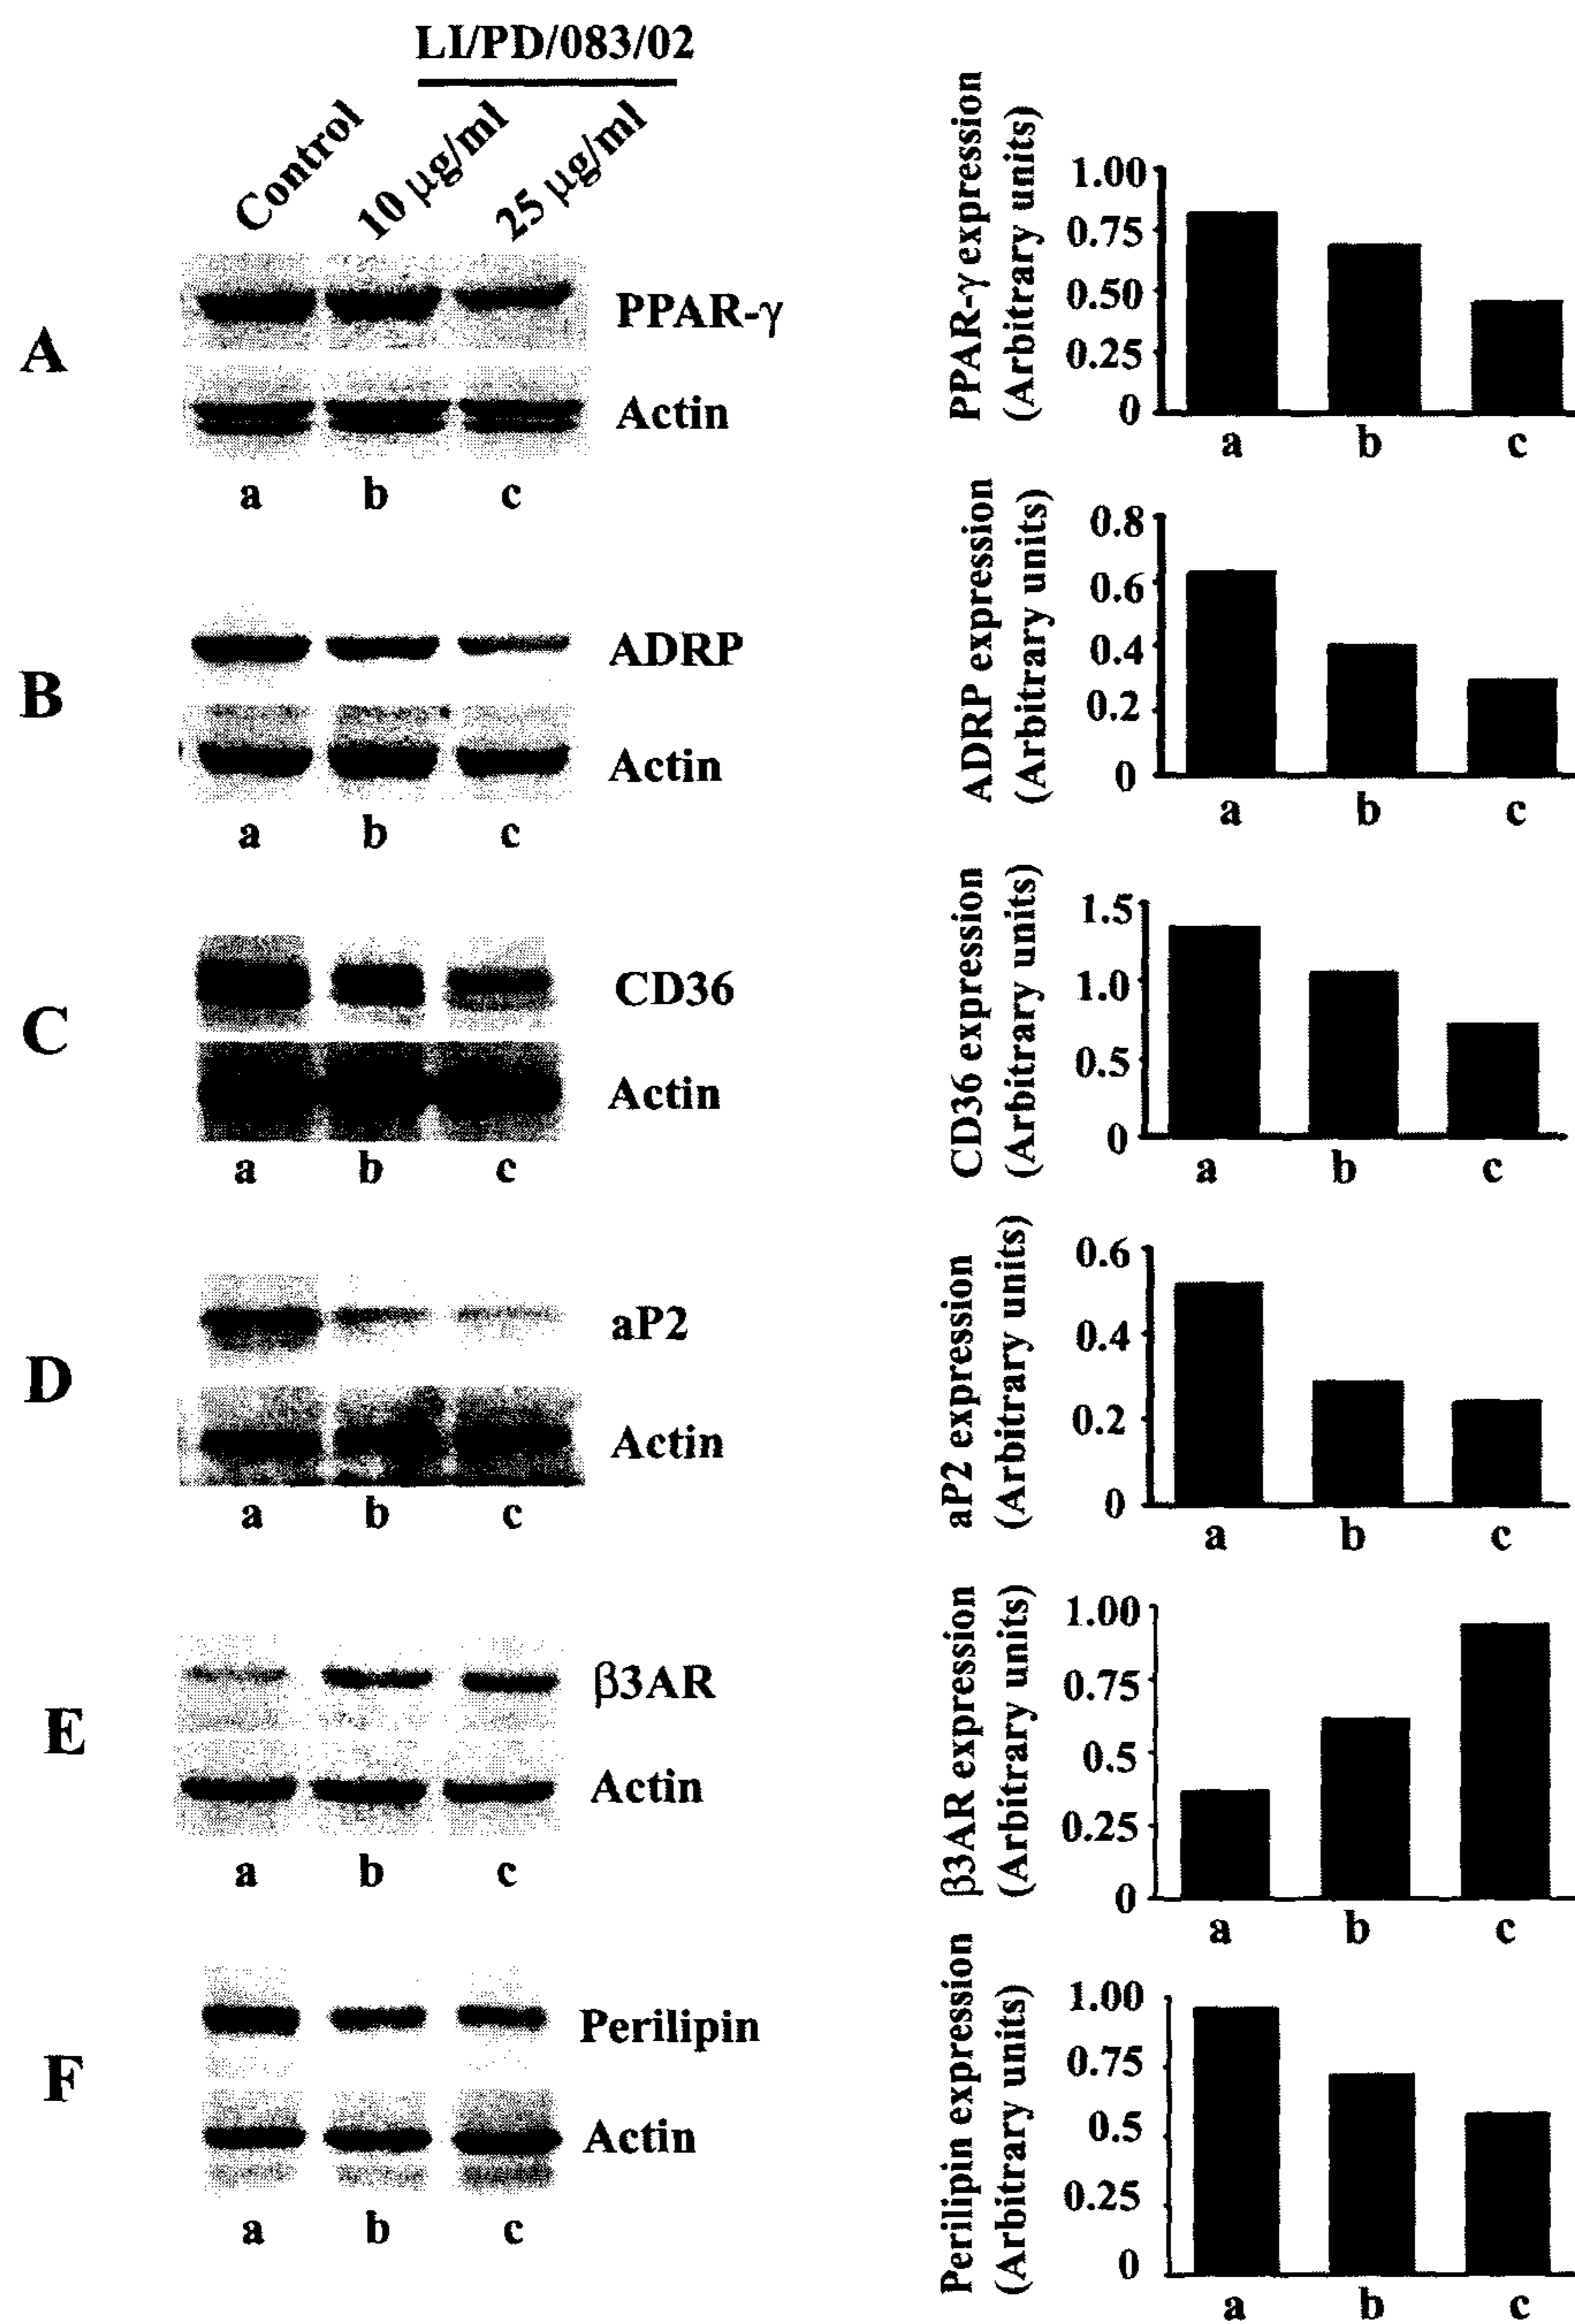 LI/PD/083/02
Control
10 µg/ml
25 µg/ml
A
PPAR-γ
Actin
a b c
PPAR-γ expression
(Arbitrary units)
1.00
0.75
0.50
0.25
0
a b c
B
ADRP
Actin
a b c
ADRP expression
(Arbitrary units)
0.8
0.6
0.4
0.2
0
a b c
C
CD36
Actin
a b c
CD36 expression
(Arbitrary units)
1.5
1.0
0.5
0
a b c
D
aP2
Actin
a b c
aP2 expression
(Arbitrary units)
0.6
0.4
0.2
0
a b c
E
β3AR
Actin
a b c
β3AR expression
(Arbitrary units)
1.00
0.75
0.5
0.25
0
a b c
F
Perilipin
Actin
a b c
Perilipin expression
(Arbitrary units)
1.00
0.75
0.5
0.25
0
a b c